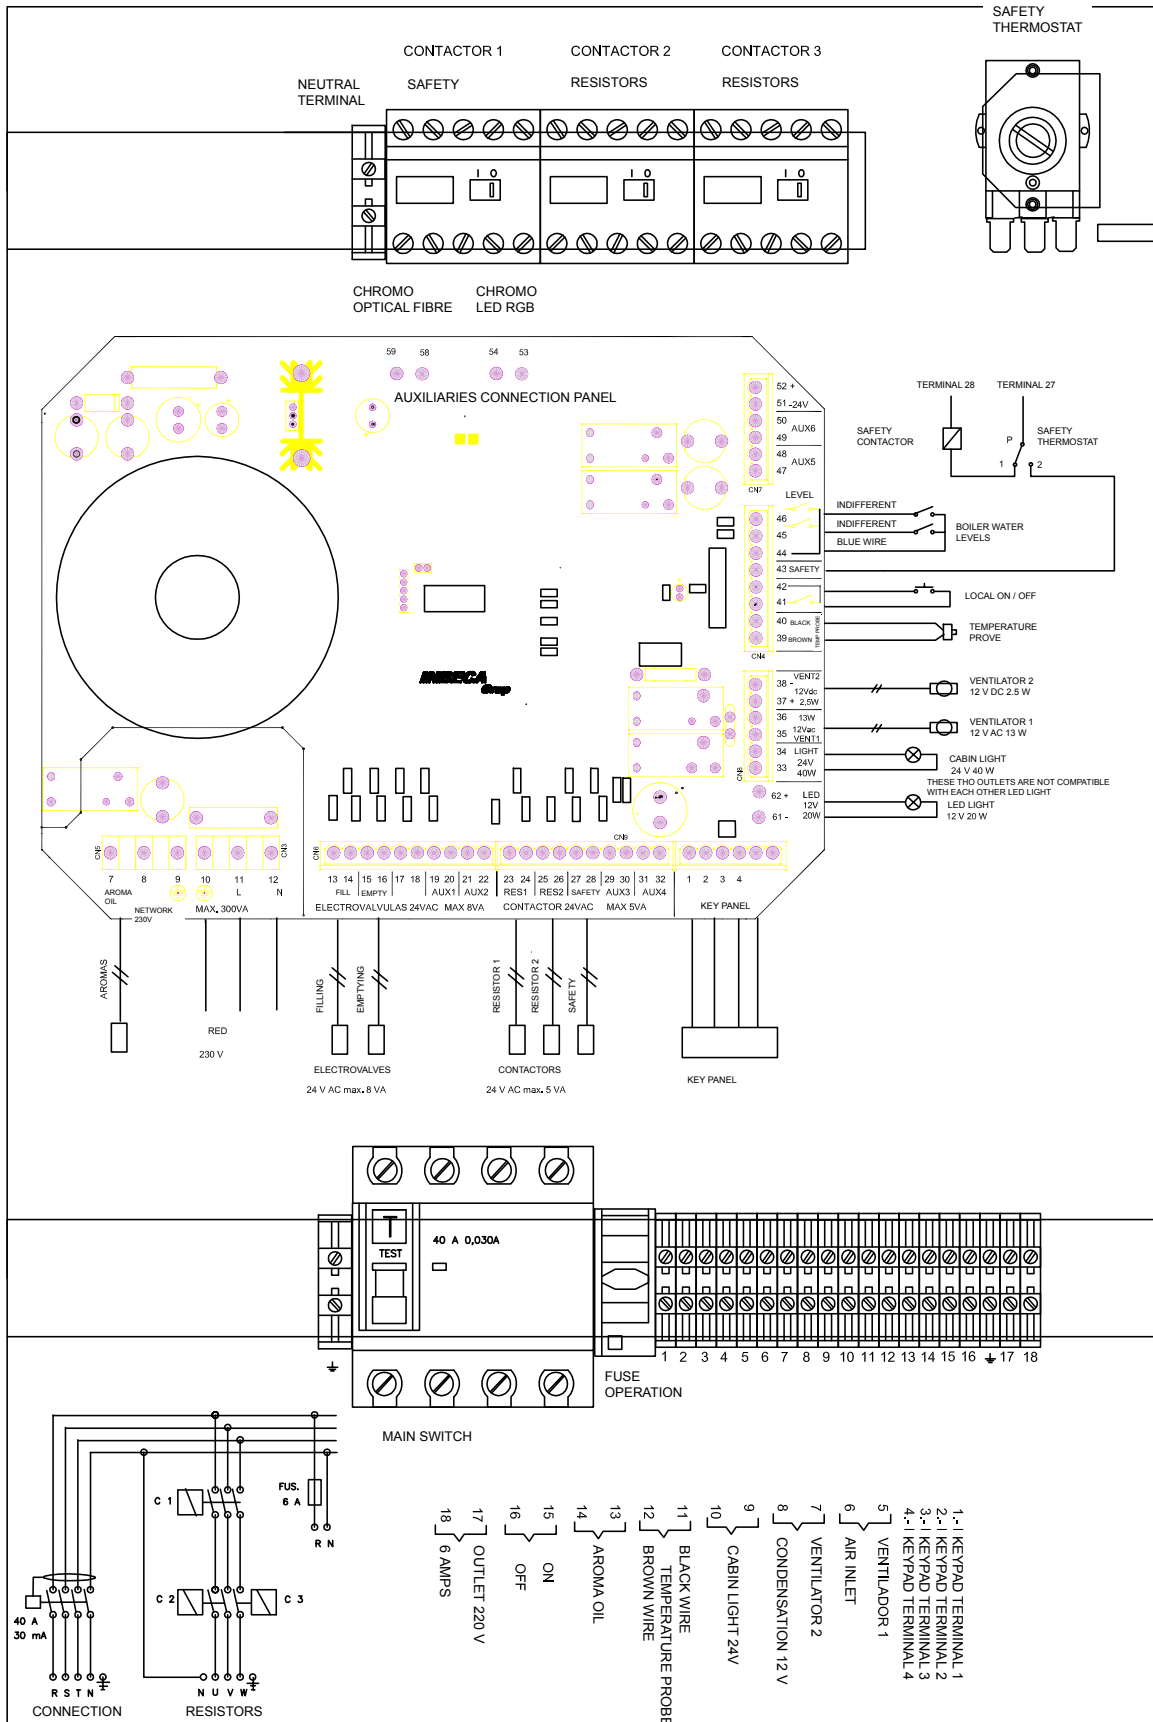 SAFETY
THERMOSTAT
CONTACTOR 1
CONTACTOR 2
CONTACTOR 3
NEUTRAL
TERMINAL
SAFETY
RESISTORS
RESISTORS
I O
I O
I O
CHROMO
OPTICAL FIBRE
CHROMO
LED RGB
59
58
54
53
AUXILIARIES CONNECTION PANEL
52 +
51 -24V
50
AUX6
49
48
AUX5
47
CN7
LEVEL
46
45
44
43 SAFETY
42
41
40 BLACK
39 BROWN
TEMP PROBE
CN4
38 - VENT2
12Vdc
37 + 2,5W
36 13W
12Vac
35 VENT1
34 LIGHT
24V
33 40W
CN8
62 + LED
12V
61 - 20W
TERMINAL 28
TERMINAL 27
SAFETY
CONTACTOR
P
SAFETY
THERMOSTAT
1
2
INDIFFERENT
INDIFFERENT
BLUE WIRE
BOILER WATER
LEVELS
LOCAL ON / OFF
TEMPERATURE
PROVE
VENTILATOR 2
12 V DC 2.5 W
VENTILATOR 1
12 V AC 13 W
CABIN LIGHT
24 V 40 W
THESE THO OUTLETS ARE NOT COMPATIBLE
WITH EACH OTHER LED LIGHT
LED LIGHT
12 V 20 W
INBECA
Group
CN5
CN3
CN6
CN9
7 8 9 10 11 12
AROMA
OIL
L
N
NETWORK
230V
MAX. 300VA
13 14 15 16 17 18 19 20 21 22
FILL
EMPTY
AUX1
AUX2
ELECTROVALVULAS 24VAC MAX 8VA
23 24 25 26 27 28 29 30 31 32
RES1
RES2
SAFETY
AUX3
AUX4
CONTACTOR 24VAC MAX 5VA
1 2 3 4
KEY PANEL
AROMAS
RED
230 V
FILLING
EMPTYING
ELECTROVALVES
24 V AC max. 8 VA
RESISTOR 1
RESISTOR 2
SAFETY
CONTACTORS
24 V AC max. 5 VA
KEY PANEL
T
TEST
40 A 0,030A
1 2 3 4 5 6 7 8 9 10 11 12 13 14 15 16 17 18
FUSE
OPERATION
MAIN SWITCH
C 1
FUS.
6 A
R N
C 2
C 3
40 A
30 mA
R S T N
N U V W
CONNECTION
RESISTORS
1.- I KEYPAD TERMINAL 1
2.- I KEYPAD TERMINAL 2
3.- I KEYPAD TERMINAL 3
4.- I KEYPAD TERMINAL 4
5 VENTILADOR 1
6 AIR INLET
7 VENTILATOR 2
8 CONDENSATION 12 V
9
CABIN LIGHT 24V
10
11 BLACK WIRE
TEMPERATURE PROBE
12 BROWN WIRE
13
AROMA OIL
14
15 ON
16 OFF
17 OUTLET 220 V
18 6 AMPS